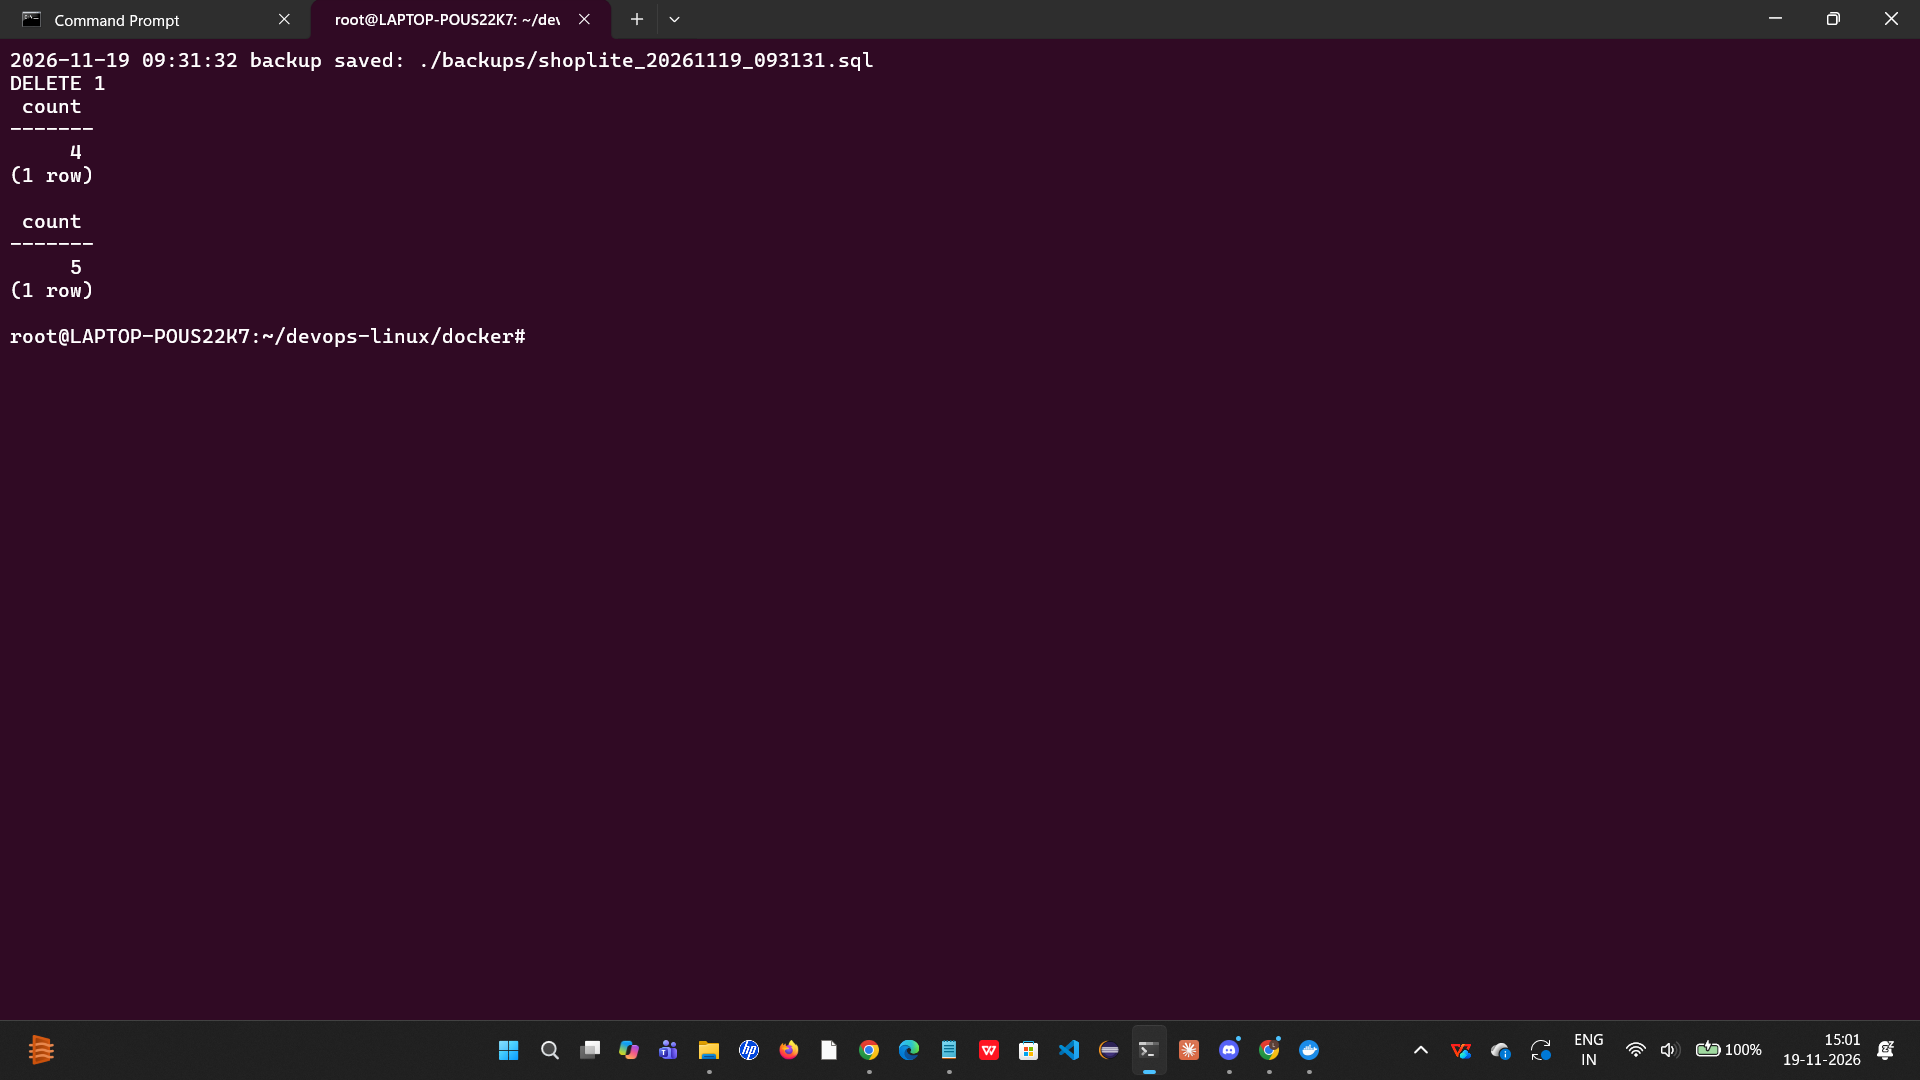 Command Prompt
root@LAPTOP-POUS22K7: ~/dev
2026-11-19 09:31:32 backup saved: ./backups/shoplite_20261119_093131.sql
DELETE 1
count
-------
4
(1 row)
count
-------
5
(1 row)
root@LAPTOP-POUS22K7:~/devops-linux/docker#
ENG
IN
100%
15:01
19-11-2026